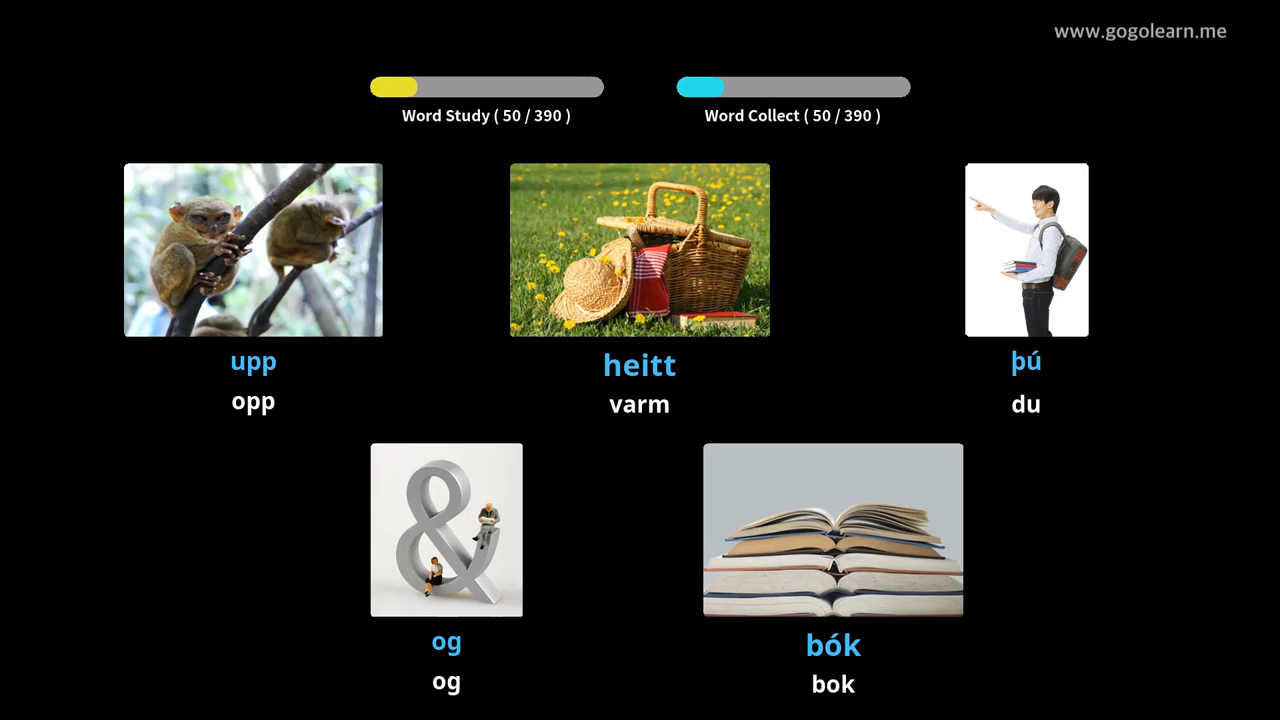 www.gogolearn.me
Word Study ( 50 / 390 )
Word Collect ( 50 / 390 )
upp
opp
heitt
varm
þú
du
og
og
bók
bok